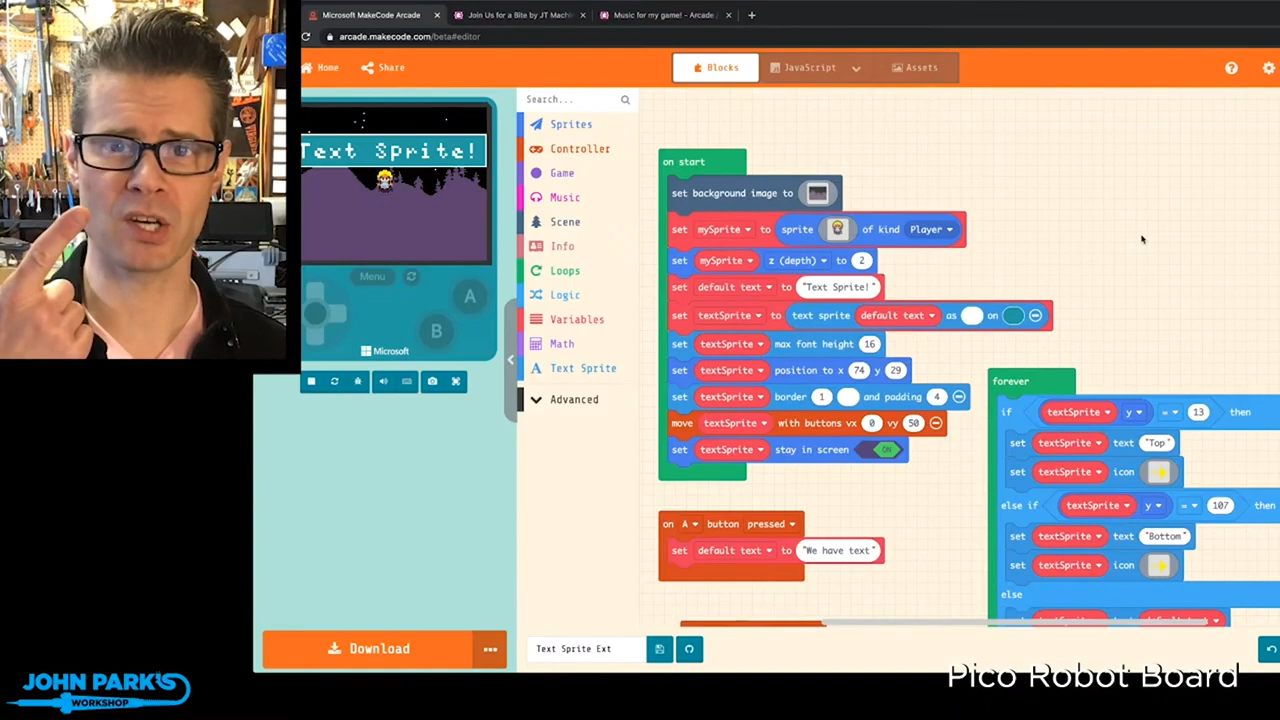 Microsoft MakeCode Arcade
Join Us for a Bite by JT Machi
Music for my game! - Arcade
arcade.makecode.com/beta#editor
Home
Share
Blocks
JavaScript
Assets
Text Sprite!
Menu
A
B
Microsoft
Search...
Sprites
Controller
Game
Music
Scene
Info
Loops
Logic
Variables
Math
Text Sprite
Advanced
on start
set background image to
set mySprite to sprite of kind Player
set mySprite z (depth) to 2
set default text to "Text Sprite!"
set textSprite to text sprite default text as on
set textSprite max font height 16
set textSprite position to x 74 y 29
set textSprite border 1 and padding 4
move textSprite with buttons vx 0 vy 50
set textSprite stay in screen ON
on A button pressed
set default text to "We have text"
forever
if textSprite y = 13 then
set textSprite text "Top"
set textSprite icon
else if textSprite y = 107 then
set textSprite text "Bottom"
set textSprite icon
else
Download
Text Sprite Ext
JOHN PARK'S
WORKSHOP
Pico Robot Board